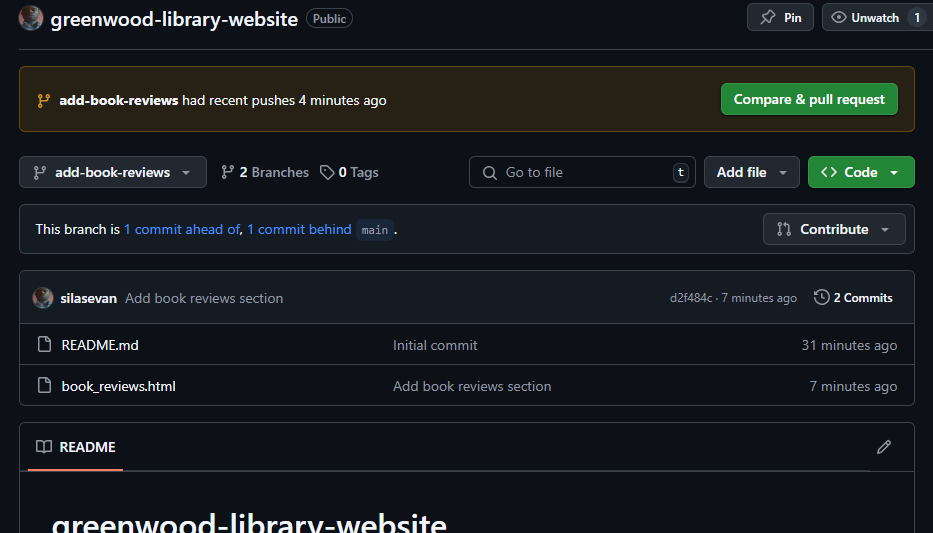 greenwood-library-website Public Pin Unwatch 1
add-book-reviews had recent pushes 4 minutes ago Compare & pull request
add-book-reviews 2 Branches 0 Tags Go to file t Add file Code
This branch is 1 commit ahead of, 1 commit behind main. Contribute
silasevan Add book reviews section d2f484c · 7 minutes ago 2 Commits
README.md Initial commit 31 minutes ago
book_reviews.html Add book reviews section 7 minutes ago
README
greenwood-library-website